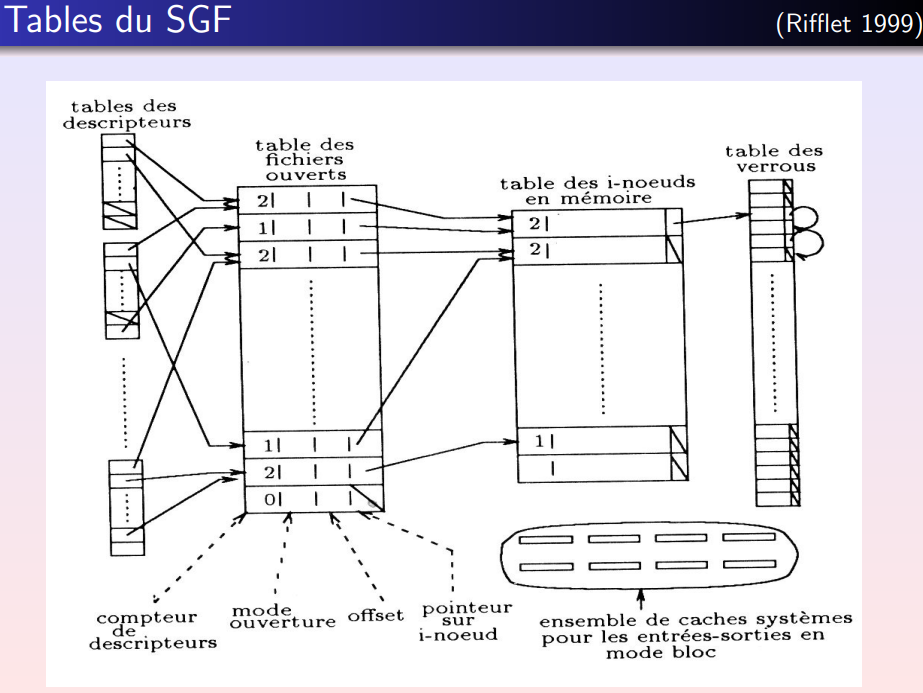 Tables du SGF
(Rifflet 1999)
tables des
descripteurs
table des
fichiers
ouverts
table des i-noeuds
en mémoire
table des
verrous
2
1
2
1
2
0
2
2
1
compteur
de
descripteurs
mode
ouverture
offset
pointeur
sur
i-noeud
ensemble de caches systèmes
pour les entrées-sorties en
mode bloc